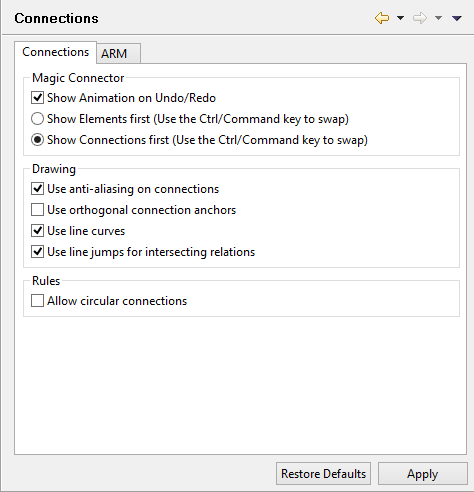 Connections
Connections ARM
Magic Connector
Show Animation on Undo/Redo
Show Elements first (Use the Ctrl/Command key to swap)
Show Connections first (Use the Ctrl/Command key to swap)
Drawing
Use anti-aliasing on connections
Use orthogonal connection anchors
Use line curves
Use line jumps for intersecting relations
Rules
Allow circular connections
Restore Defaults Apply